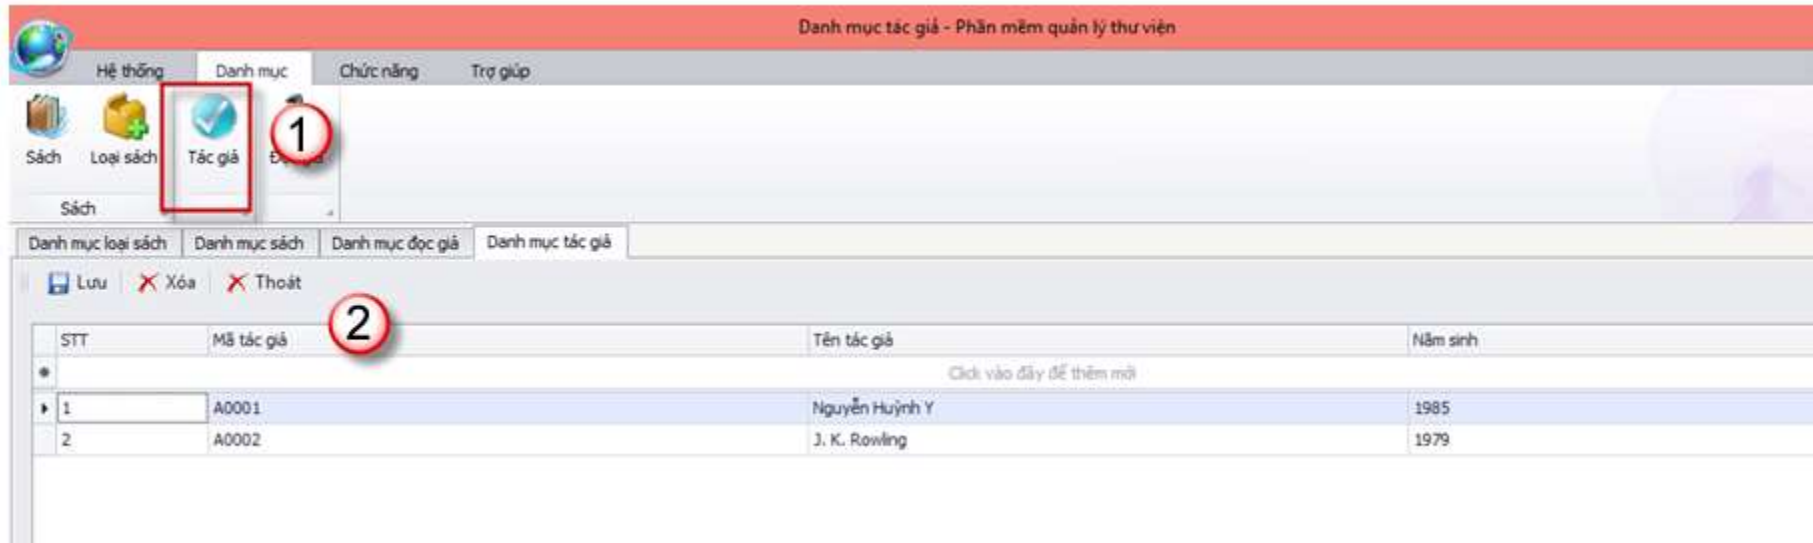 Danh mục tác giả - Phần mềm quản lý thư viện
Hệ thống Danh mục Chức năng Trợ giúp
1
Sách Loại sách Tác giả
Sách
Danh mục loại sách Danh mục sách Danh mục đọc giả Danh mục tác giả
Lưu Xóa Thoát
2
STT Mã tác giả Tên tác giả Năm sinh
Click vào đây để thêm mới
1 A0001 Nguyễn Huỳnh Y 1985
2 A0002 J. K. Rowling 1979